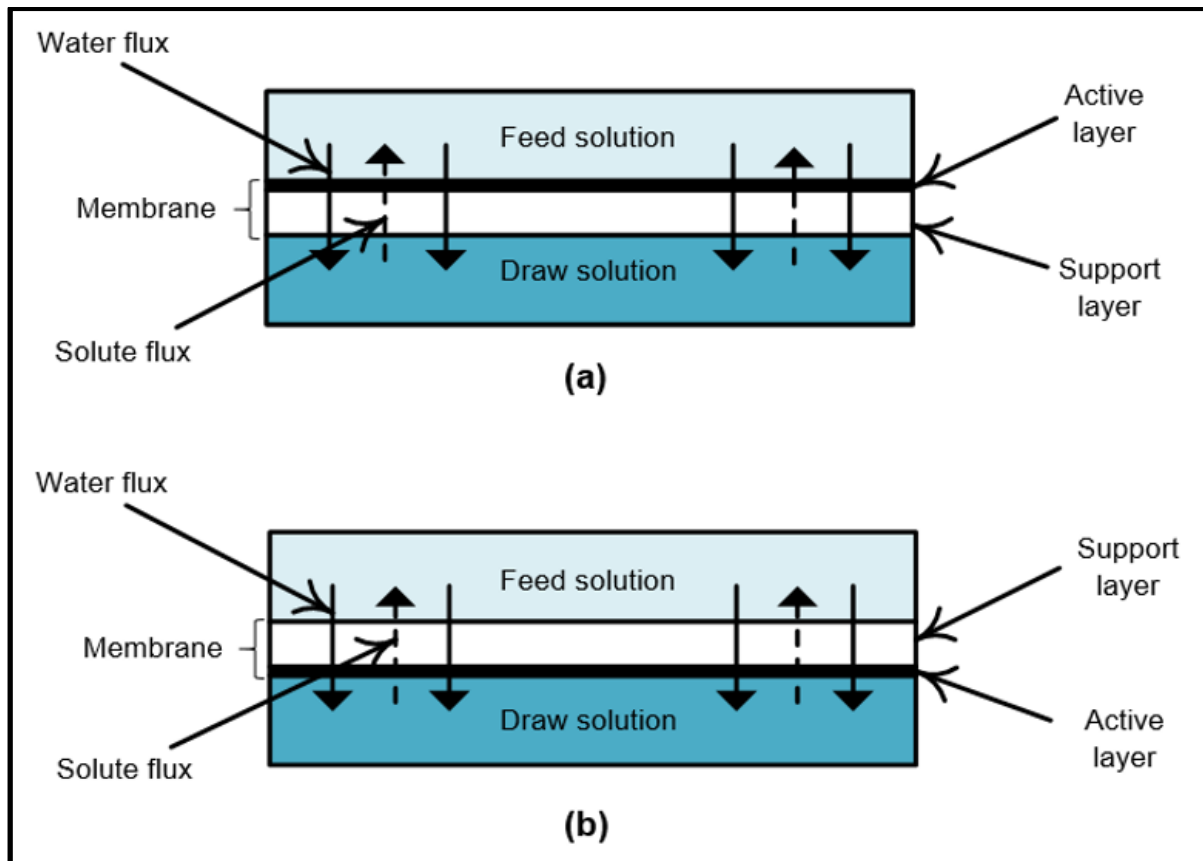 Water flux
Active
layer
Feed solution
Membrane
Draw solution
Support
layer
Solute flux
(a)
Water flux
Support
layer
Feed solution
Membrane
Draw solution
Active
layer
Solute flux
(b)